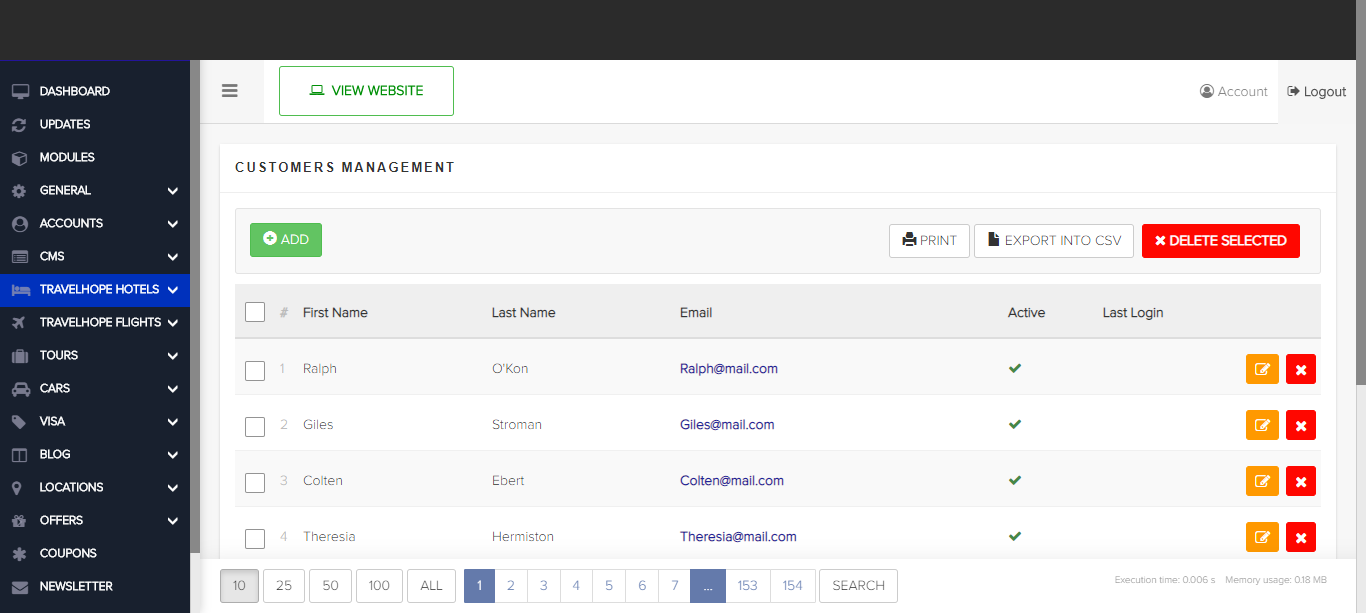 VIEW WEBSITE
Account
Logout
DASHBOARD
UPDATES
MODULES
GENERAL
ACCOUNTS
CMS
TRAVELHOPE HOTELS
TRAVELHOPE FLIGHTS
TOURS
CARS
VISA
BLOG
LOCATIONS
OFFERS
COUPONS
NEWSLETTER
CUSTOMERS MANAGEMENT
ADD
PRINT
EXPORT INTO CSV
DELETE SELECTED
# First Name Last Name Email Active Last Login
1 Ralph O'Kon Ralph@mail.com
2 Giles Stroman Giles@mail.com
3 Colten Ebert Colten@mail.com
4 Theresia Hermiston Theresia@mail.com
10 25 50 100 ALL 1 2 3 4 5 6 7 ... 153 154 SEARCH
Execution time: 0.006 s Memory usage: 0.18 MB